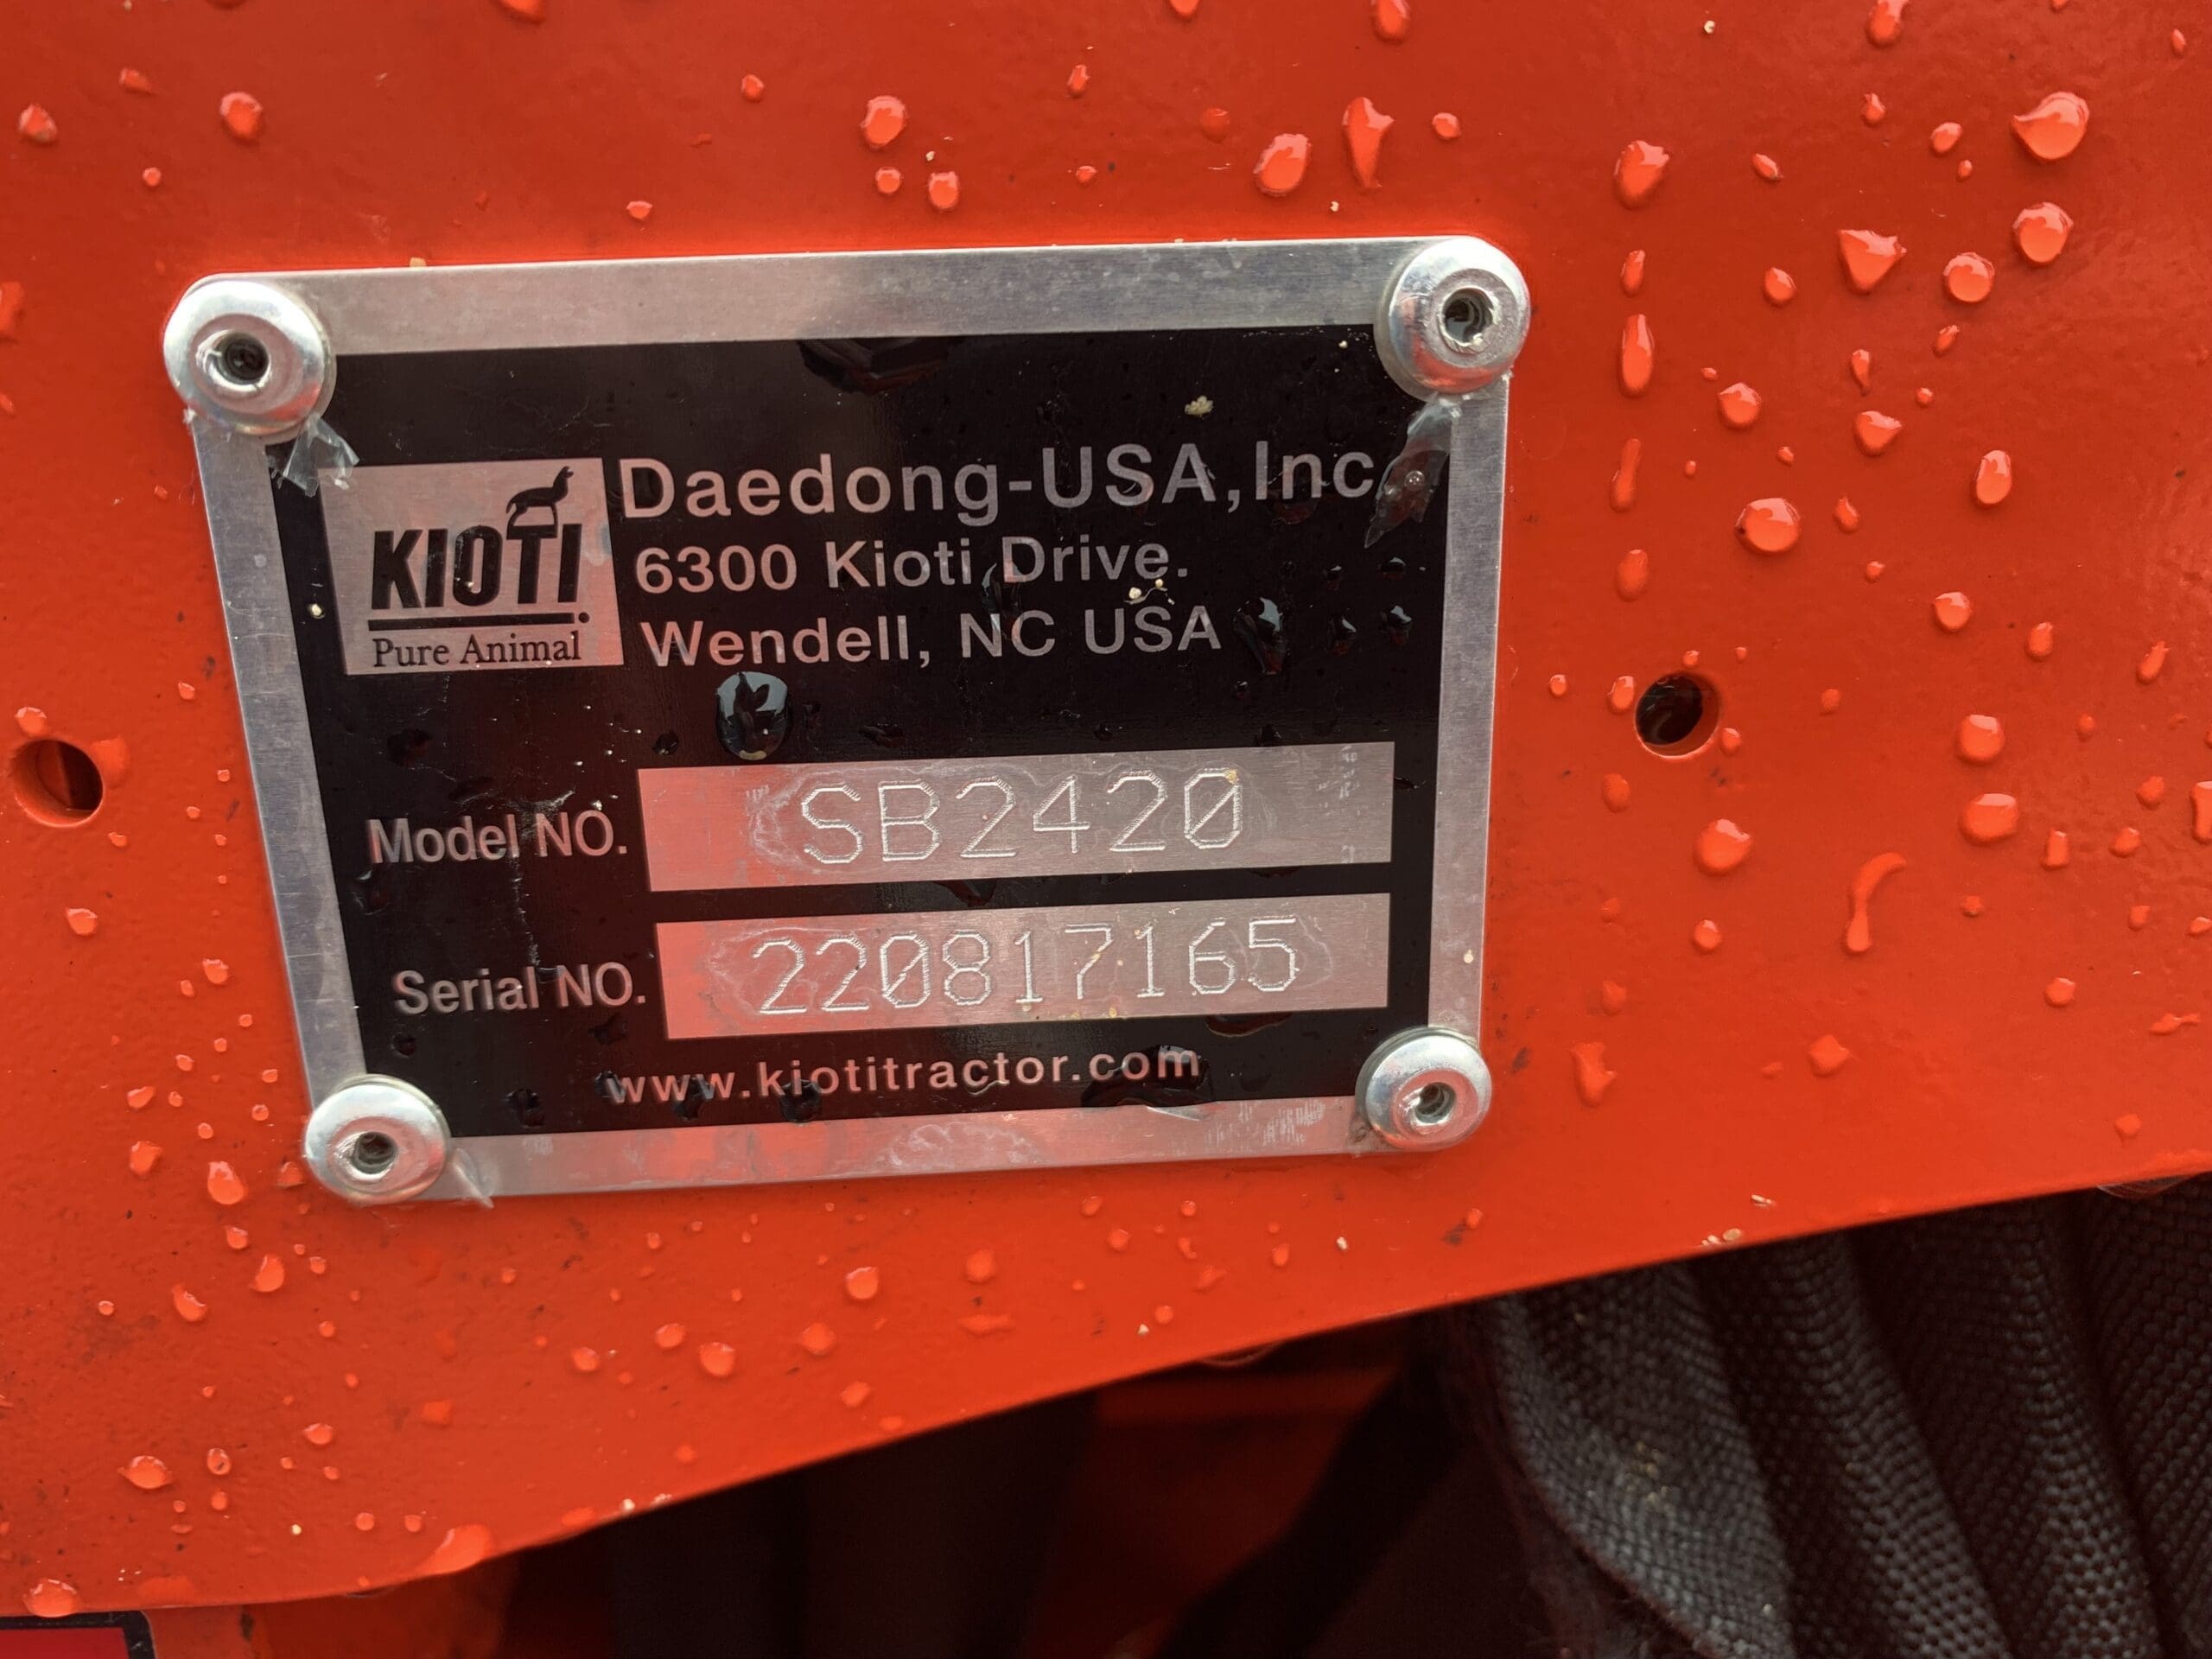 KIOTI
Pure Animal
Daedong-USA,Inc
6300 Kioti Drive.
Wendell, NC USA
Model NO. SB2420
Serial NO. 220817165
www.kiotitractor.com